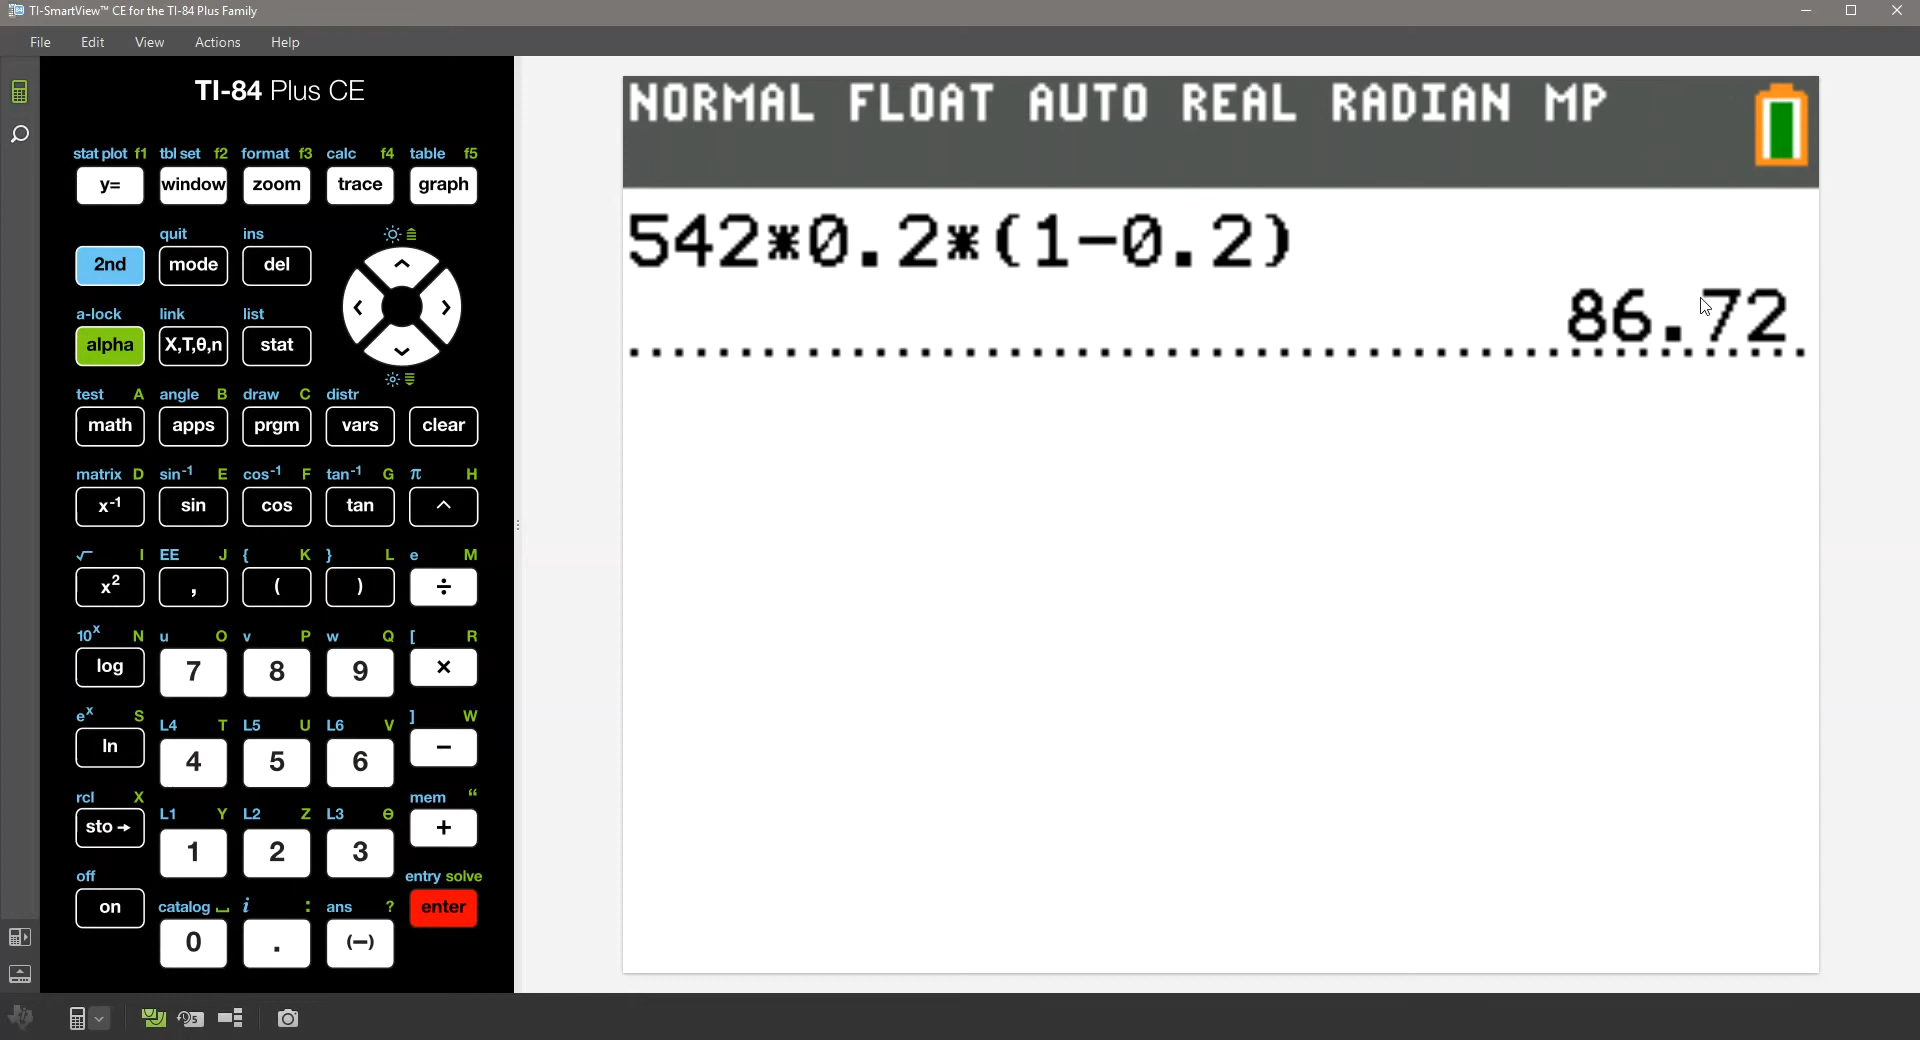 TI-SmartView™ CE for the TI-84 Plus Family
File Edit View Actions Help
TI-84 Plus CE
stat plot f1 tbl set f2 format f3 calc f4 table f5
y= window zoom trace graph
quit ins
2nd mode del
a-lock link list
alpha X,T,θ,n stat
test A angle B draw C distr
math apps prgm vars clear
matrix D sin-1 E cos-1 F tan-1 G π H
x-1 sin cos tan ^
√ I EE J { K } L e M
x2 , ( ) ÷
10x N u O v P w Q [ R
log 7 8 9 ×
ex S L4 T L5 U L6 V ] W
ln 4 5 6 −
rcl X L1 Y L2 Z L3 θ mem “
sto→ 1 2 3 +
off catalog ⎵ i : ans ? entry solve
on 0 . (−) enter
NORMAL FLOAT AUTO REAL RADIAN MP
542*0.2*(1-0.2)
86.72